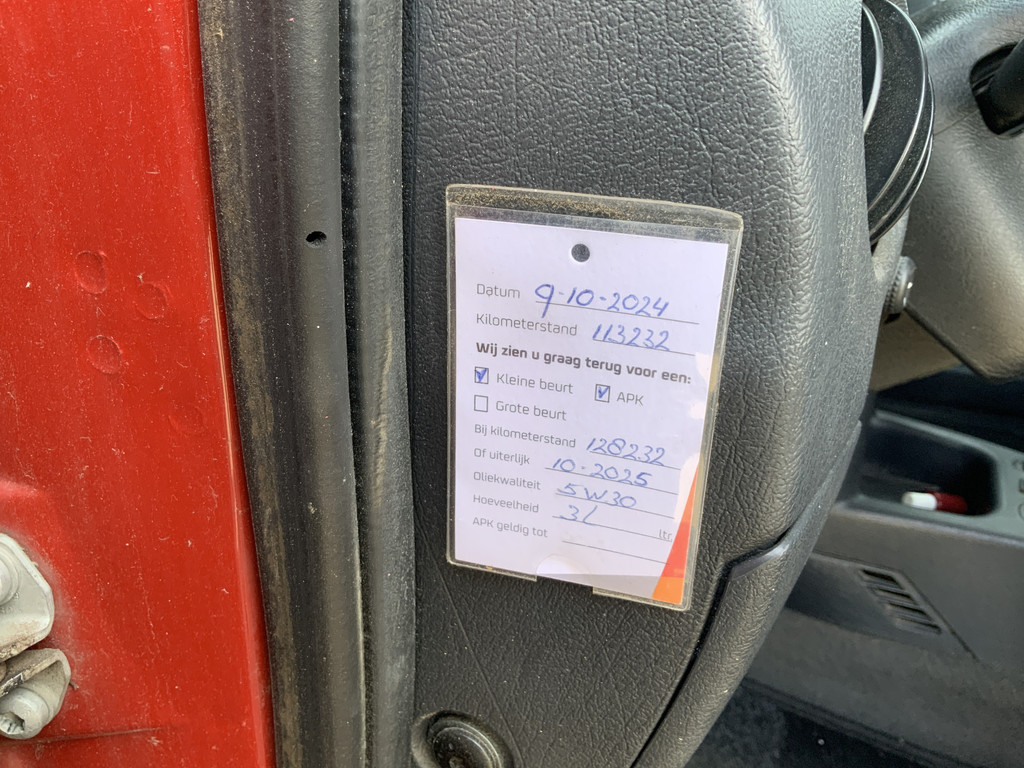 Datum 9-10-2024
Kilometerstand 113232
Wij zien u graag terug voor een:
Kleine beurt APK
Grote beurt
Bij kilometerstand 128232
Of uiterlijk 10-2025
Oliekwaliteit 5W30
Hoeveelheid 3L ltr.
APK geldig tot